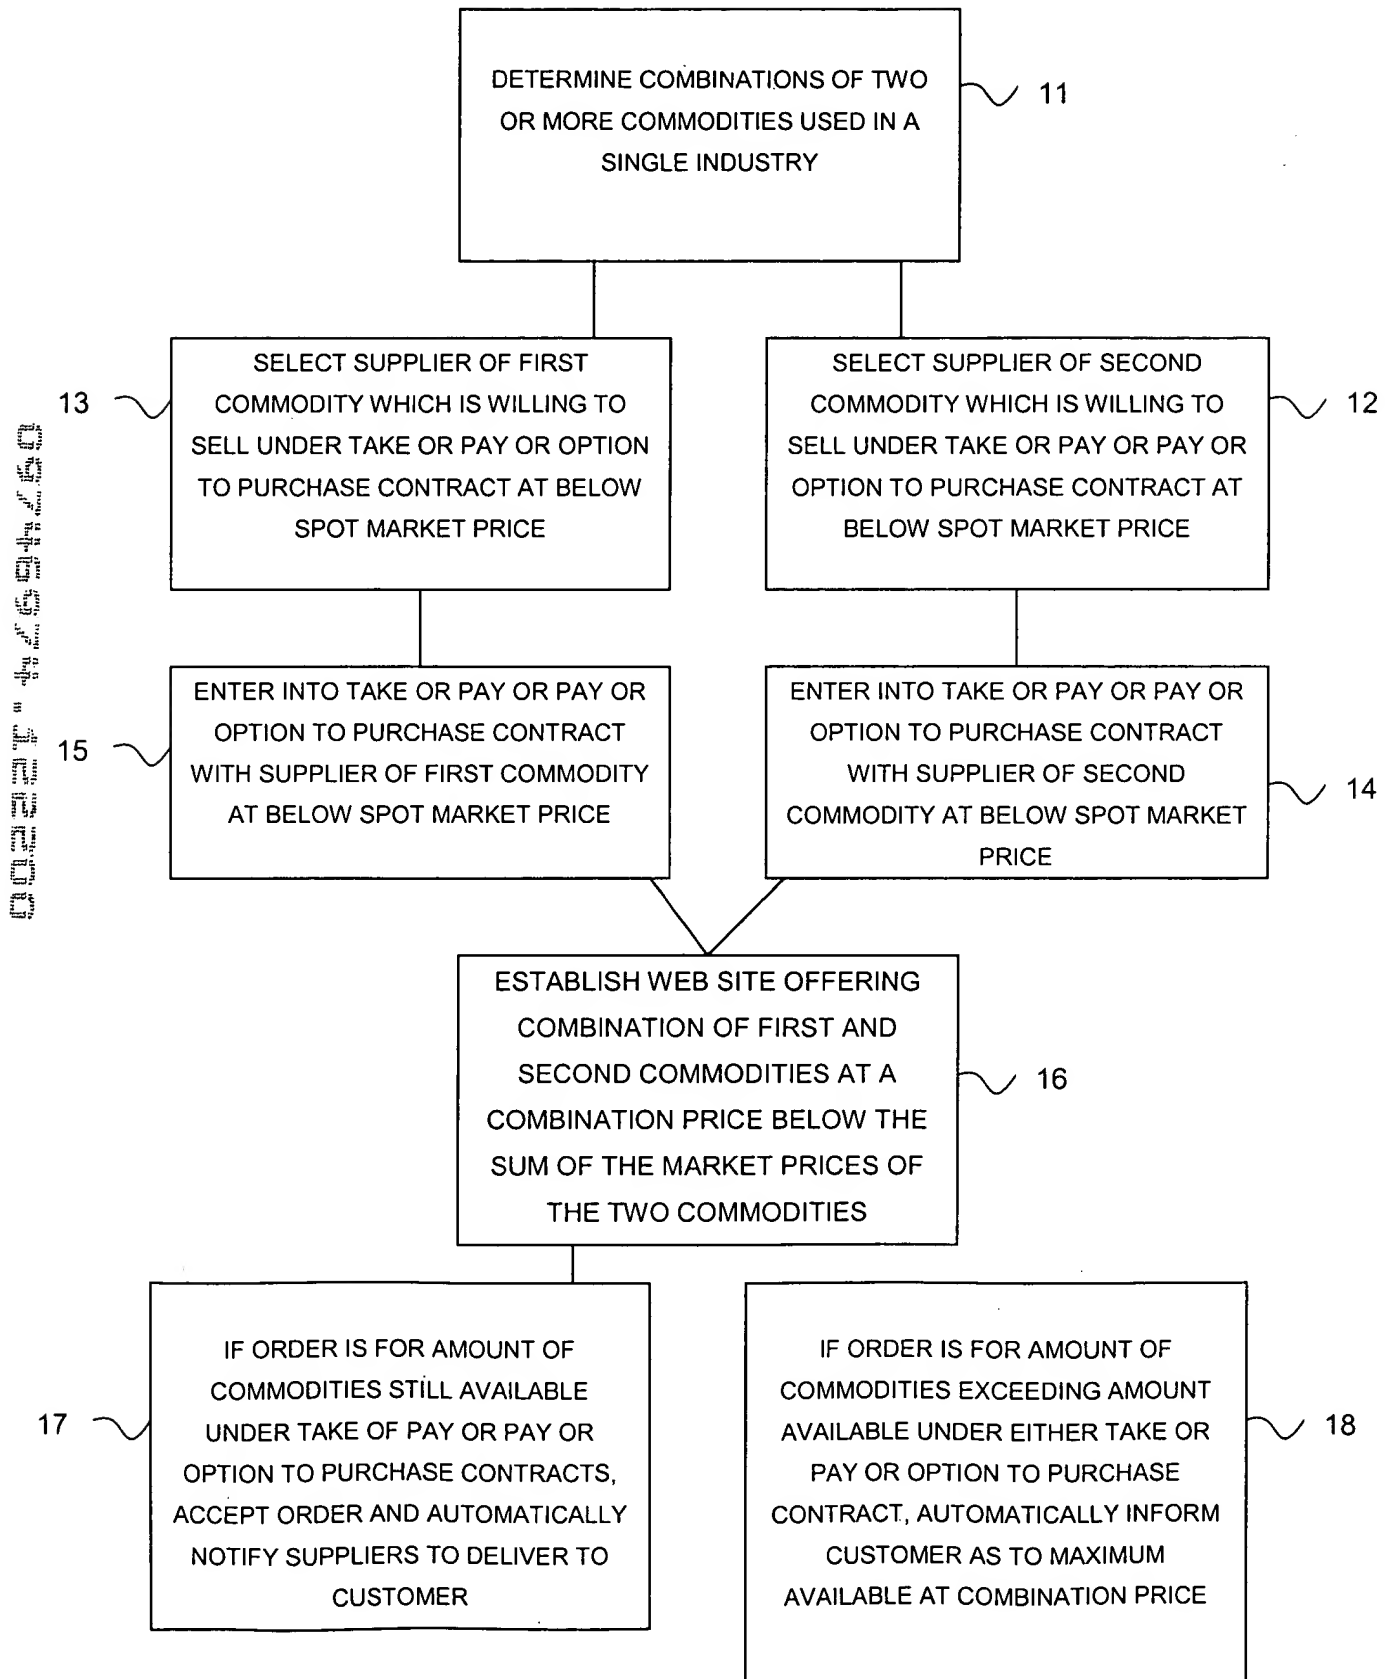 DETERMINE COMBINATIONS OF TWO
OR MORE COMMODITIES USED IN A
SINGLE INDUSTRY
11
SELECT SUPPLIER OF FIRST
COMMODITY WHICH IS WILLING TO
SELL UNDER TAKE OR PAY OR OPTION
TO PURCHASE CONTRACT AT BELOW
SPOT MARKET PRICE
13
SELECT SUPPLIER OF SECOND
COMMODITY WHICH IS WILLING TO
SELL UNDER TAKE OR PAY OR PAY OR
OPTION TO PURCHASE CONTRACT AT
BELOW SPOT MARKET PRICE
12
ENTER INTO TAKE OR PAY OR PAY OR
OPTION TO PURCHASE CONTRACT
WITH SUPPLIER OF FIRST COMMODITY
AT BELOW SPOT MARKET PRICE
15
ENTER INTO TAKE OR PAY OR PAY OR
OPTION TO PURCHASE CONTRACT
WITH SUPPLIER OF SECOND
COMMODITY AT BELOW SPOT MARKET
PRICE
14
ESTABLISH WEB SITE OFFERING
COMBINATION OF FIRST AND
SECOND COMMODITIES AT A
COMBINATION PRICE BELOW THE
SUM OF THE MARKET PRICES OF
THE TWO COMMODITIES
16
IF ORDER IS FOR AMOUNT OF
COMMODITIES STILL AVAILABLE
UNDER TAKE OF PAY OR PAY OR
OPTION TO PURCHASE CONTRACTS,
ACCEPT ORDER AND AUTOMATICALLY
NOTIFY SUPPLIERS TO DELIVER TO
CUSTOMER
17
IF ORDER IS FOR AMOUNT OF
COMMODITIES EXCEEDING AMOUNT
AVAILABLE UNDER EITHER TAKE OR
PAY OR OPTION TO PURCHASE
CONTRACT, AUTOMATICALLY INFORM
CUSTOMER AS TO MAXIMUM
AVAILABLE AT COMBINATION PRICE
18